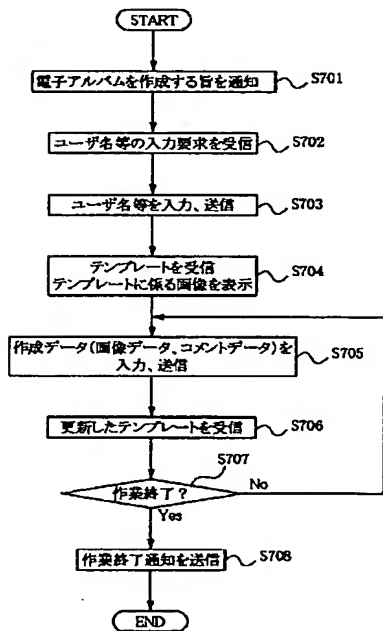 START
電子アルバムを作成する旨を通知
S701
ユーザ名等の入力要求を受信
S702
ユーザ名等を入力、送信
S703
テンプレートを受信
テンプレートに係る画像を表示
S704
作成データ(画像データ、コメントデータ)を
入力、送信
S705
更新したテンプレートを受信
S706
S707
作業終了？
No
Yes
作業終了通知を送信
S708
END